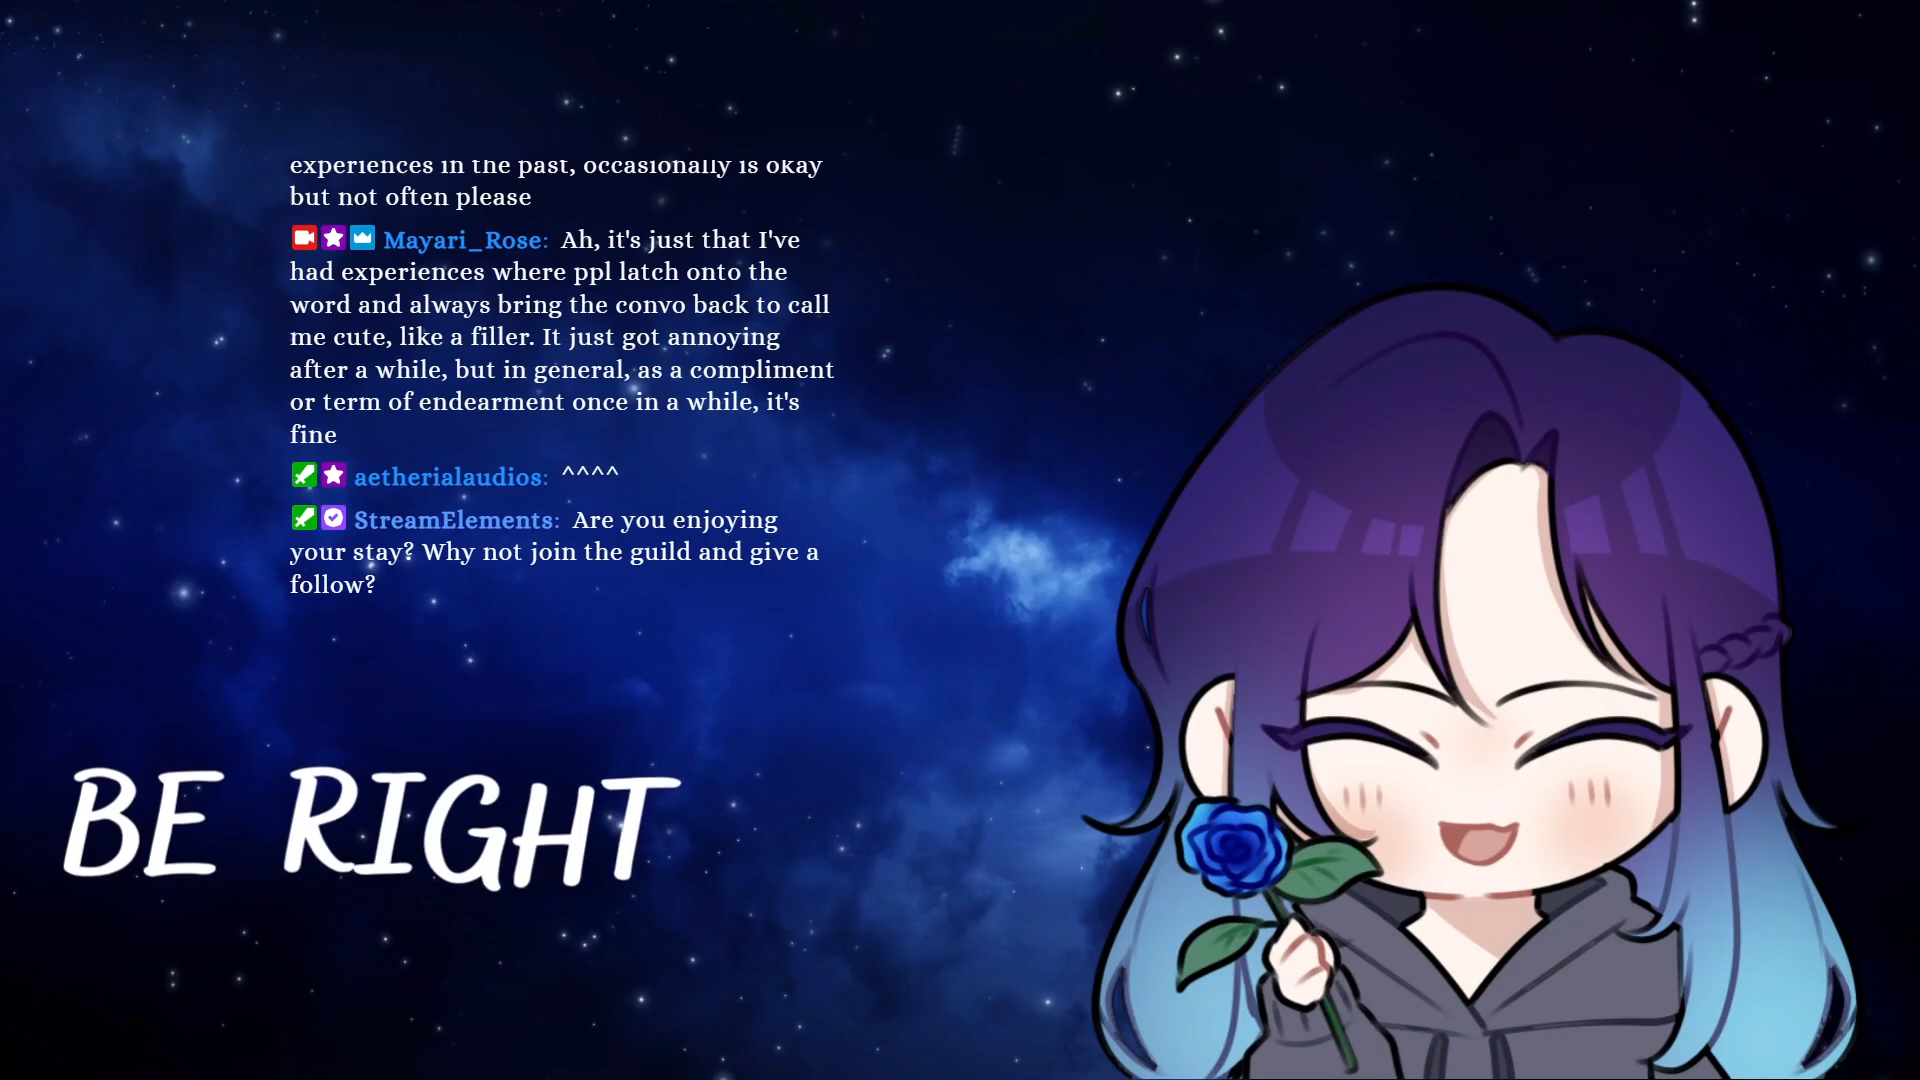 experiences in the past, occasionally is okay
but not often please
Mayari_Rose: Ah, it's just that I've
had experiences where ppl latch onto the
word and always bring the convo back to call
me cute, like a filler. It just got annoying
after a while, but in general, as a compliment
or term of endearment once in a while, it's
fine
aetherialaudios: ^^^^
StreamElements: Are you enjoying
your stay? Why not join the guild and give a
follow?
BE RIGHT